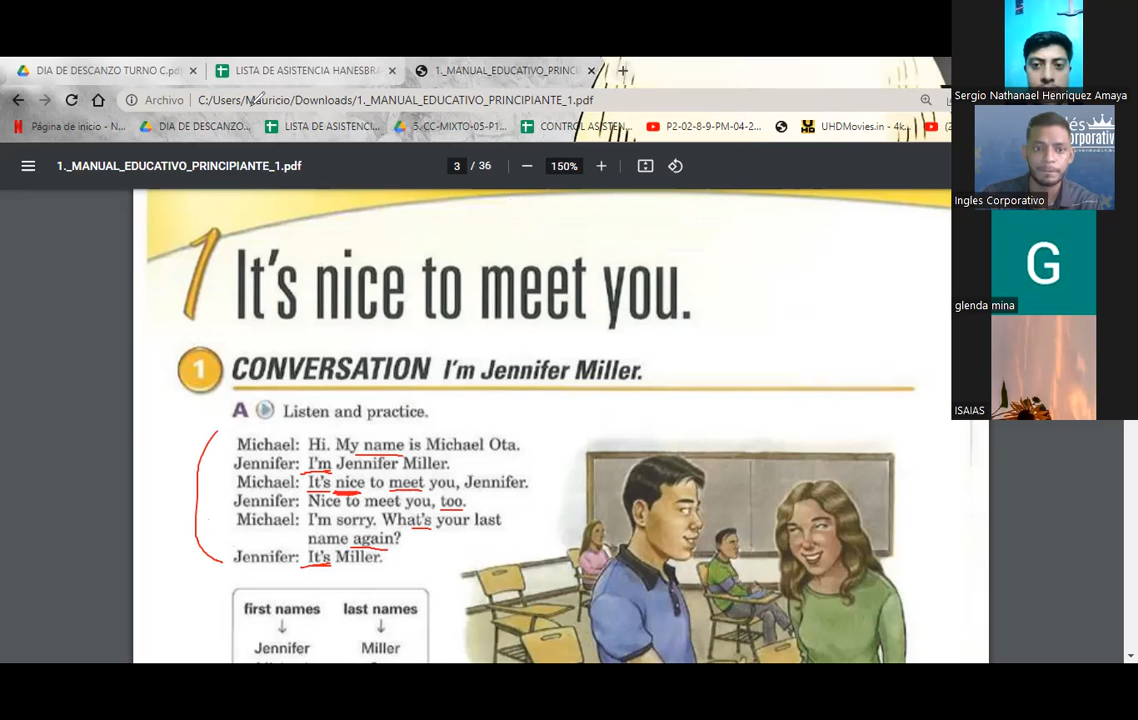 DIA DE DESCANZO TURNO C.pd
LISTA DE ASISTENCIA HANESBRA
1._MANUAL_EDUCATIVO_PRINCI
Archivo
C:/Users/Mauricio/Downloads/1._MANUAL_EDUCATIVO_PRINCIPIANTE_1.pdf
Página de inicio - N...
DIA DE DESCANZO...
LISTA DE ASISTENCI...
5.CC-MIXTO-05-P1...
CONTROL ASISTEN...
P2-02-8-9-PM-04-2...
UHDMovies.in - 4k...
1._MANUAL_EDUCATIVO_PRINCIPIANTE_1.pdf
3 / 36
150%
1 It's nice to meet you.
1 CONVERSATION I'm Jennifer Miller.
A Listen and practice.
Michael: Hi. My name is Michael Ota.
Jennifer: I'm Jennifer Miller.
Michael: It's nice to meet you, Jennifer.
Jennifer: Nice to meet you, too.
Michael: I'm sorry. What's your last
name again?
Jennifer: It's Miller.
first names last names
Jennifer Miller
Sergio Nathanael Henriquez Amaya
lés
orporativ
Ingles Corporativo
G
glenda mina
ISAIAS